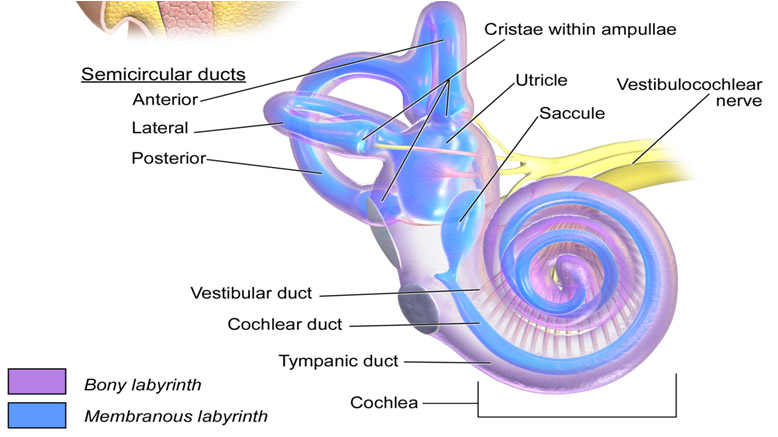 Cristae within ampullae
Semicircular ducts
Anterior
Lateral
Posterior
Utricle
Saccule
Vestibulocochlear
nerve
Vestibular duct
Cochlear duct
Tympanic duct
Cochlea
Bony labyrinth
Membranous labyrinth